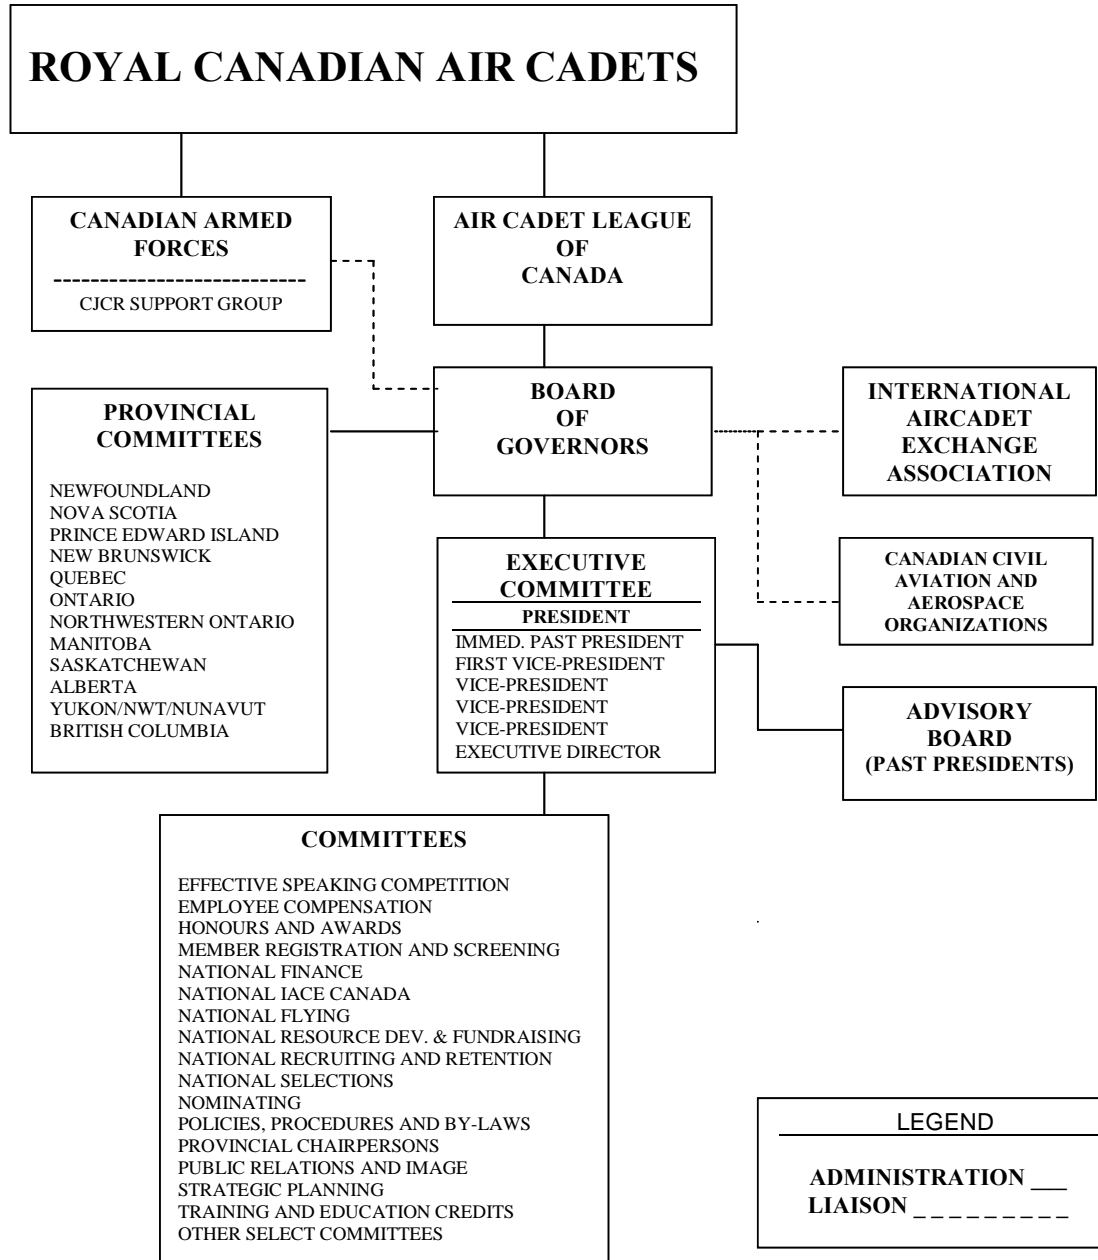 ROYAL CANADIAN AIR CADETS
CANADIAN ARMED
FORCES
CJCR SUPPORT GROUP
AIR CADET LEAGUE
OF
CANADA
PROVINCIAL
COMMITTEES
NEWFOUNDLAND
NOVA SCOTIA
PRINCE EDWARD ISLAND
NEW BRUNSWICK
QUEBEC
ONTARIO
NORTHWESTERN ONTARIO
MANITOBA
SASKATCHEWAN
ALBERTA
YUKON/NWT/NUNAVUT
BRITISH COLUMBIA
BOARD
OF
GOVERNORS
INTERNATIONAL
AIRCADET
EXCHANGE
ASSOCIATION
EXECUTIVE
COMMITTEE
PRESIDENT
IMMED. PAST PRESIDENT
FIRST VICE-PRESIDENT
VICE-PRESIDENT
VICE-PRESIDENT
VICE-PRESIDENT
EXECUTIVE DIRECTOR
CANADIAN CIVIL
AVIATION AND
AEROSPACE
ORGANIZATIONS
ADVISORY
BOARD
(PAST PRESIDENTS)
COMMITTEES
EFFECTIVE SPEAKING COMPETITION
EMPLOYEE COMPENSATION
HONOURS AND AWARDS
MEMBER REGISTRATION AND SCREENING
NATIONAL FINANCE
NATIONAL IACE CANADA
NATIONAL FLYING
NATIONAL RESOURCE DEV. & FUNDRAISING
NATIONAL RECRUITING AND RETENTION
NATIONAL SELECTIONS
NOMINATING
POLICIES, PROCEDURES AND BY-LAWS
PROVINCIAL CHAIRPERSONS
PUBLIC RELATIONS AND IMAGE
STRATEGIC PLANNING
TRAINING AND EDUCATION CREDITS
OTHER SELECT COMMITTEES
LEGEND
ADMINISTRATION ___
LIAISON _ _ _ _ _ _ _ _ _